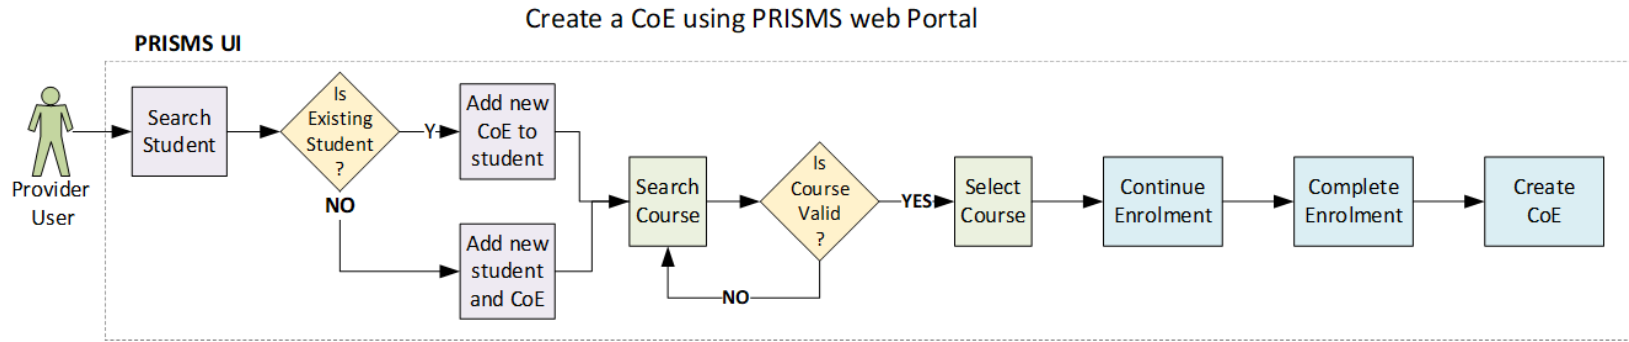 Create a CoE using PRISMS web Portal
PRISMS UI
Provider
User
Search
Student
Is
Existing
Student
?
Y
NO
Add new
CoE to
student
Add new
student
and CoE
Search
Course
Is
Course
Valid
?
YES
NO
Select
Course
Continue
Enrolment
Complete
Enrolment
Create
CoE